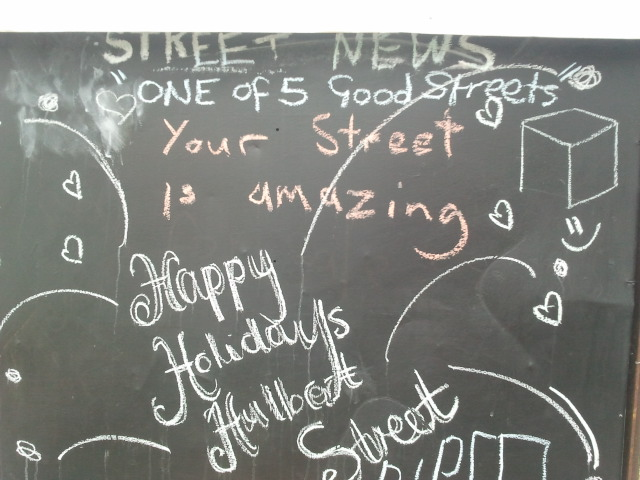 STREET NEWS
"ONE of 5 Good Streets"
Your Street
Is amazing
Happy
Holidays
Hulbert
Street